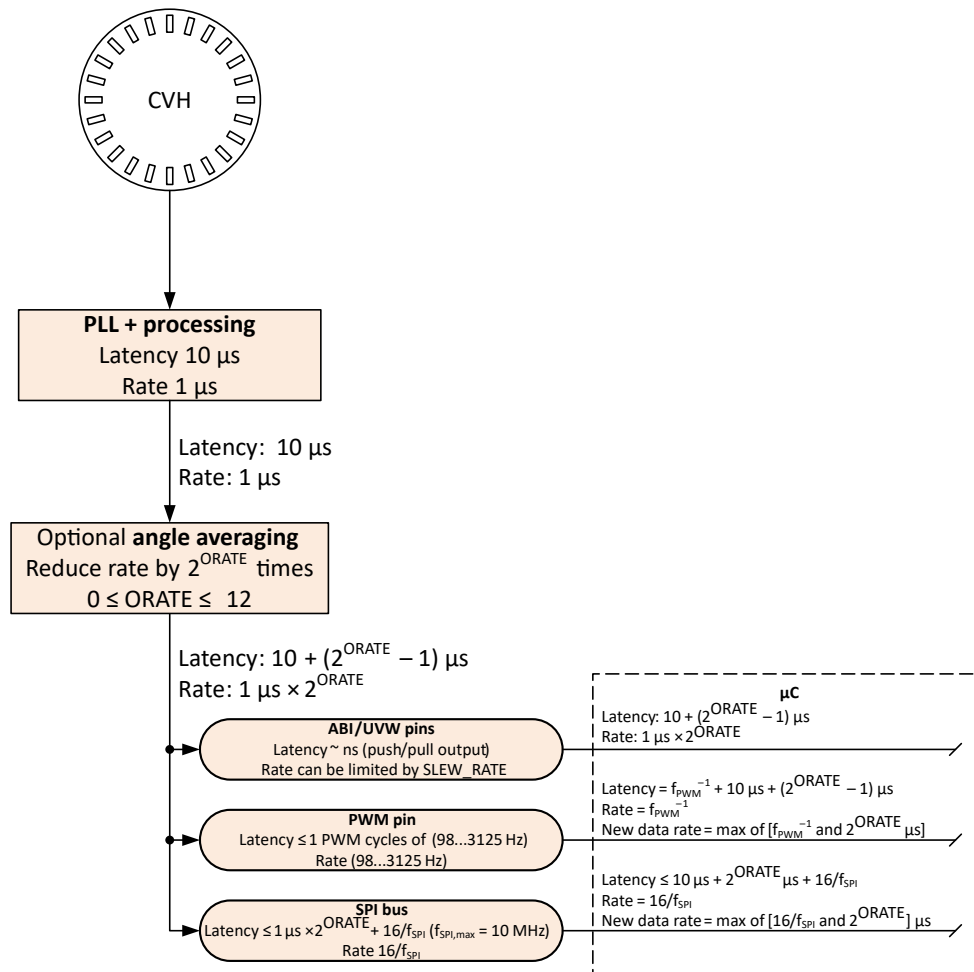 CVH
PLL + processing
Latency 10 µs
Rate 1 µs
Latency: 10 µs
Rate: 1 µs
Optional angle averaging
Reduce rate by 2^ORATE times
0 ≤ ORATE ≤ 12
Latency: 10 + (2^ORATE – 1) µs
Rate: 1 µs × 2^ORATE
ABI/UVW pins
Latency ~ ns (push/pull output)
Rate can be limited by SLEW_RATE
µC
Latency: 10 + (2^ORATE – 1) µs
Rate: 1 µs × 2^ORATE
PWM pin
Latency ≤ 1 PWM cycles of (98...3125 Hz)
Rate (98...3125 Hz)
Latency = f_PWM^–1 + 10 µs + (2^ORATE – 1) µs
Rate = f_PWM^–1
New data rate = max of [f_PWM^–1 and 2^ORATE µs]
SPI bus
Latency ≤ 1 µs × 2^ORATE + 16/f_SPI (f_SPI,max = 10 MHz)
Rate 16/f_SPI
Latency ≤ 10 µs + 2^ORATE µs + 16/f_SPI
Rate = 16/f_SPI
New data rate = max of [16/f_SPI and 2^ORATE] µs